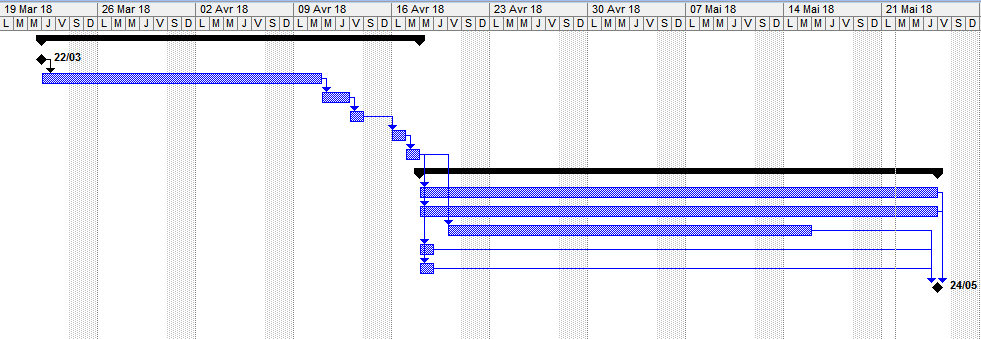 19 Mar 18 26 Mar 18 02 Avr 18 09 Avr 18 16 Avr 18 23 Avr 18 30 Avr 18 07 Mai 18 14 Mai 18 21 Mai 18
L M M J V S D L M M J V S D L M M J V S D L M M J V S D L M M J V S D L M M J V S D L M M J V S D L M M J V S D L M M J V S D L M M J V S D
22/03
24/05